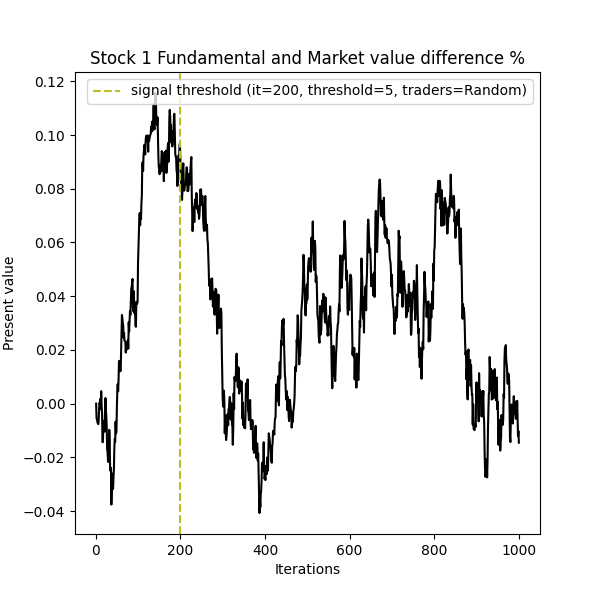 Stock 1 Fundamental and Market value difference %
signal threshold (it=200, threshold=5, traders=Random)
Present value
0.12
0.10
0.08
0.06
0.04
0.02
0.00
−0.02
−0.04
0 200 400 600 800 1000
Iterations